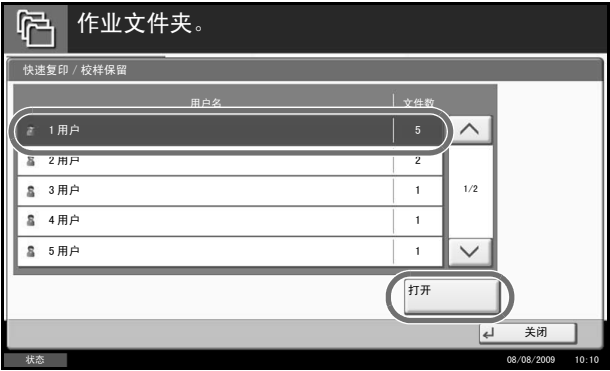 作业文件夹。
快速复印 / 校样保留
用户名 文件数
1 用户 5
2 用户 2
3 用户 1
4 用户 1
5 用户 1
1/2
打开
关闭
状态 08/08/2009 10:10